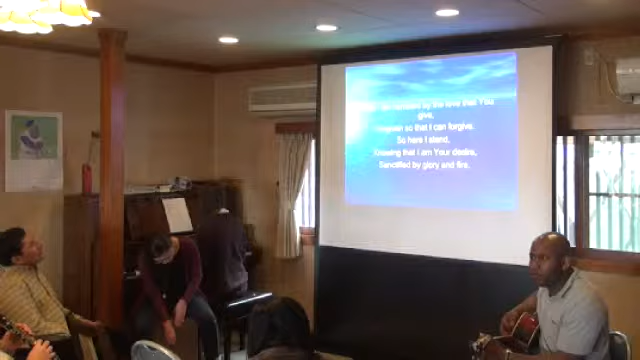 by the love that You
give,
so that I can forgive.
So here I stand,
Knowing that I am Your desire,
Sanctified by glory and fire.